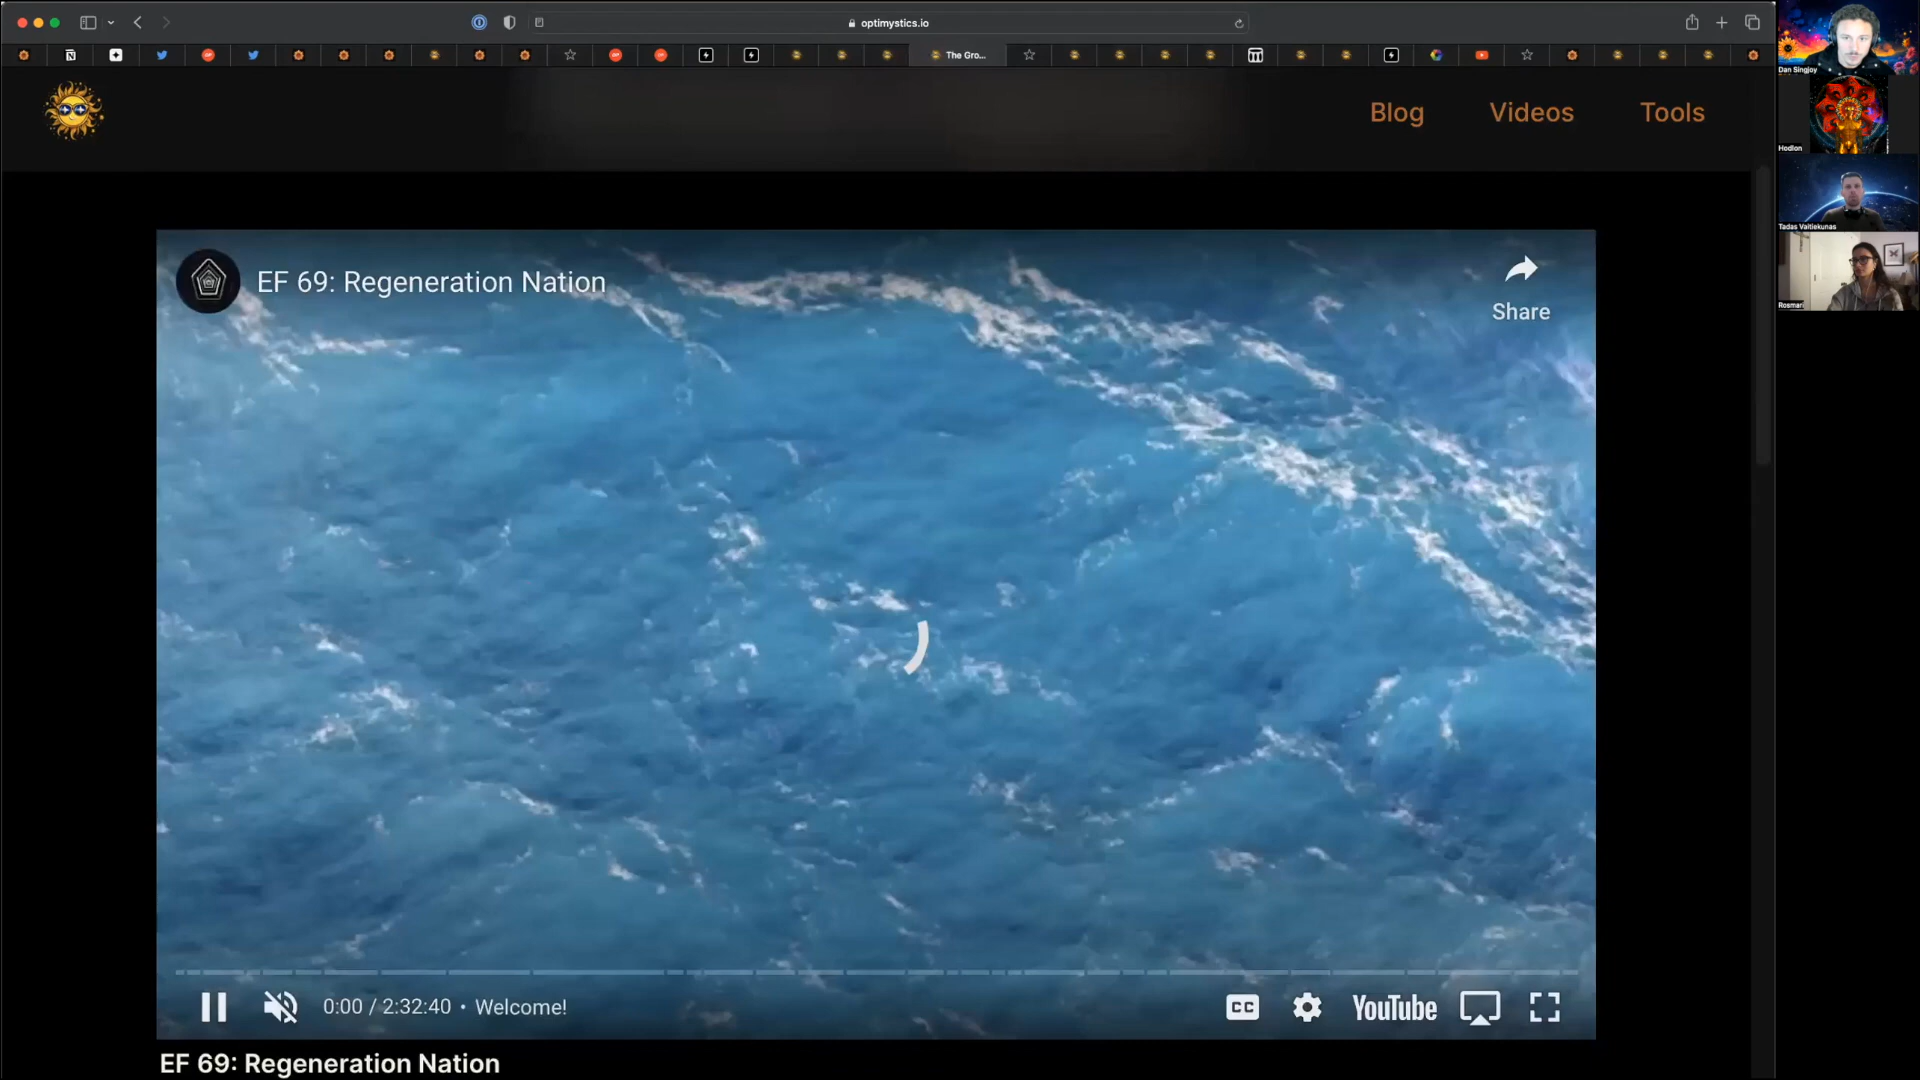 optimystics.io
The Gro...
Blog
Videos
Tools
EF 69: Regeneration Nation
Share
0:00 / 2:32:40 • Welcome!
CC
YouTube
EF 69: Regeneration Nation
Dan Singjoy
Hodlon
Tadas Vaitiekunas
Rosmari